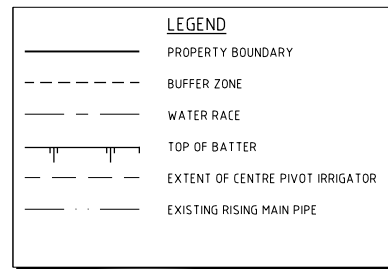 LEGEND
PROPERTY BOUNDARY
BUFFER ZONE
WATER RACE
TOP OF BATTER
EXTENT OF CENTRE PIVOT IRRIGATOR
EXISTING RISING MAIN PIPE